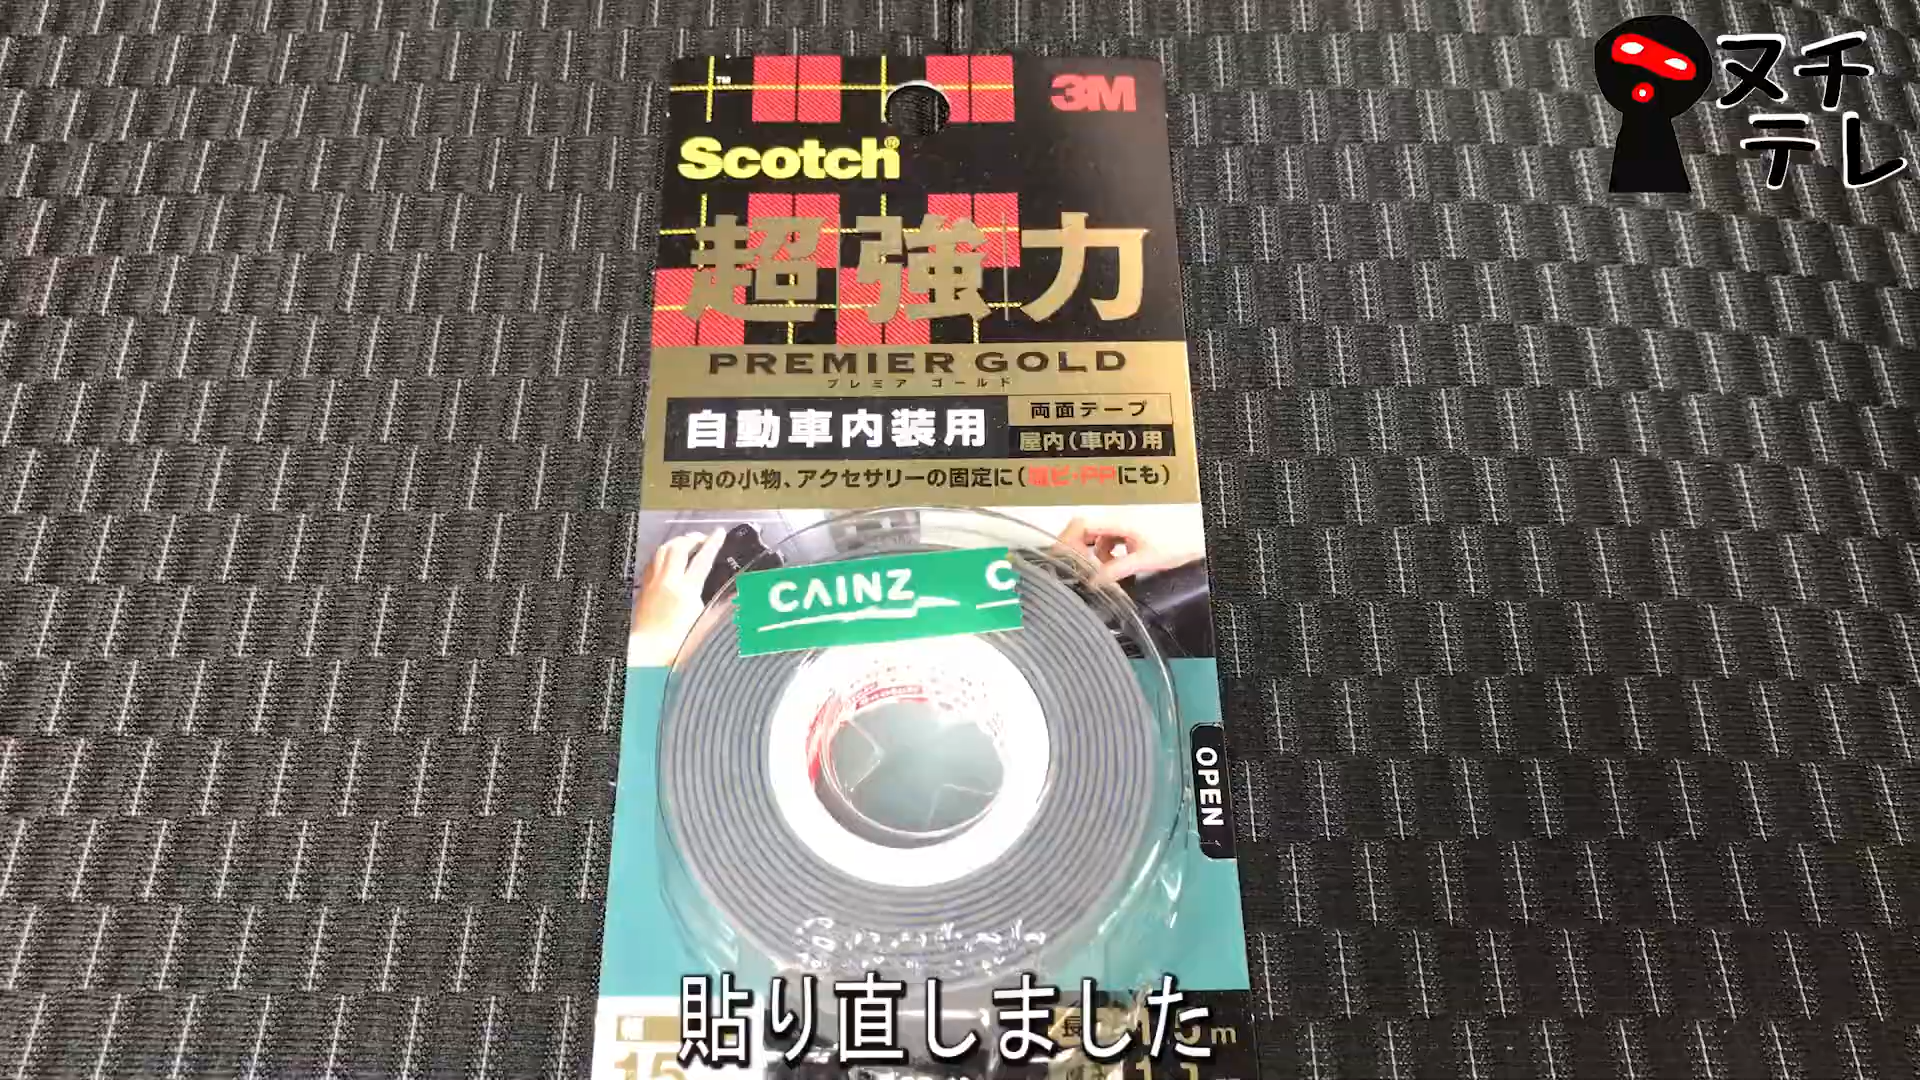 ヌチ
テレ
3M
Scotch
超強力
PREMIER GOLD
プレミア ゴールド
自動車内装用
両面テープ
屋内(車内)用
車内の小物、アクセサリーの固定に(塩ビ・PPにも)
CAINZ C
OPEN
貼り直しました